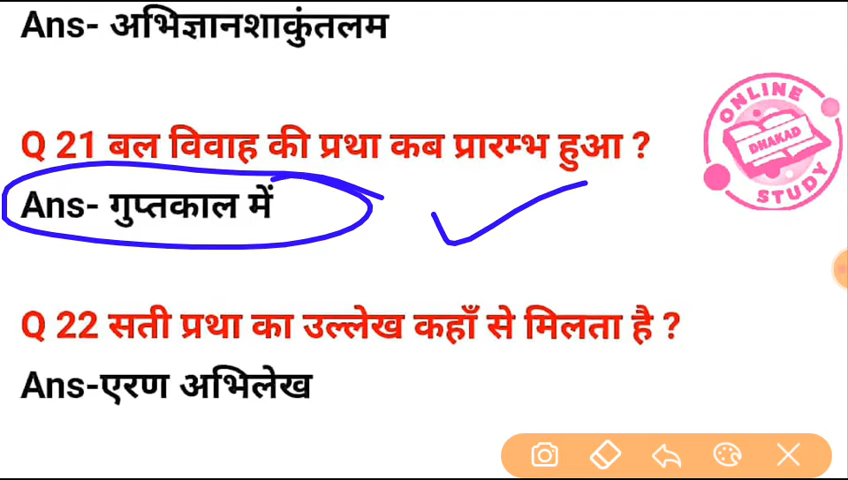 Ans- अभिज्ञानशाकुंतलम
Q 21 बल विवाह की प्रथा कब प्रारम्भ हुआ ?
Ans- गुप्तकाल में
Q 22 सती प्रथा का उल्लेख कहाँ से मिलता है ?
Ans-एरण अभिलेख
ONLINE
DHAKAD
STUDY